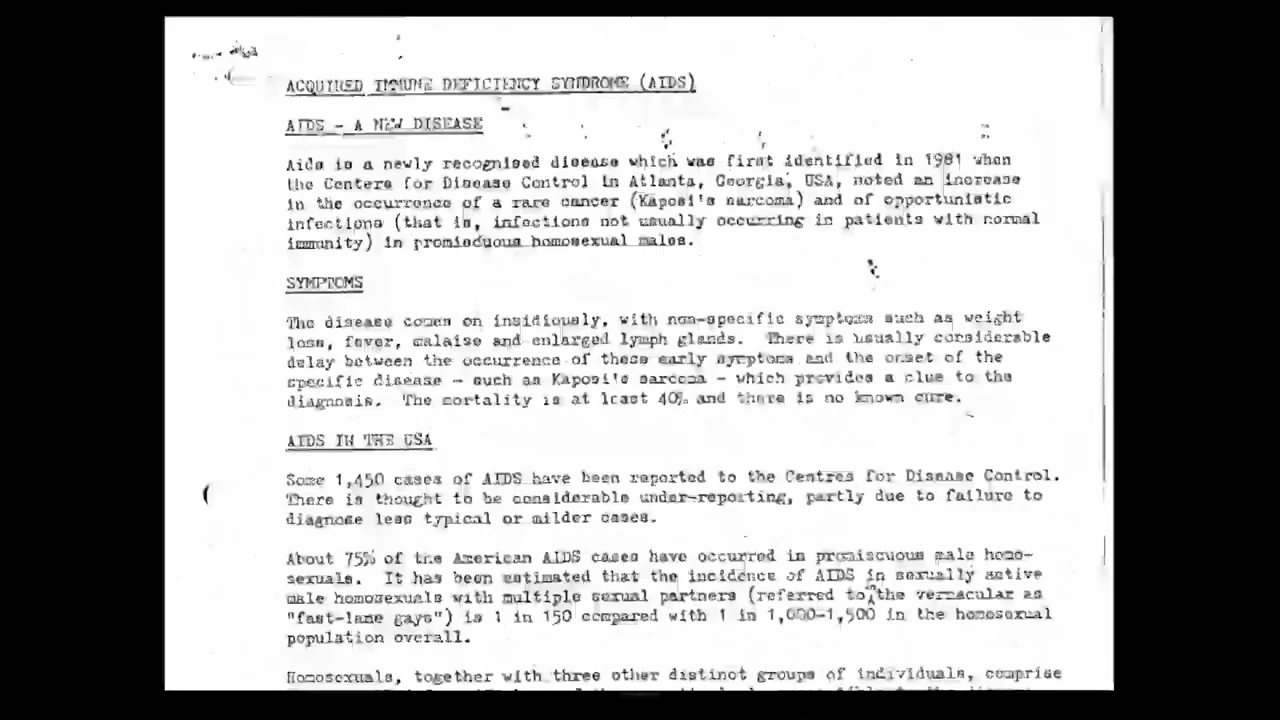 ACQUIRED IMMUNE DEFICIENCY SYNDROME (AIDS)
AIDS - A NEW DISEASE
Aids is a newly recognised disease which was first identified in 1981 when
the Centers for Disease Control in Atlanta, Georgia, USA, noted an increase
in the occurrence of a rare cancer (Kaposi's sarcoma) and of opportunistic
infections (that is, infections not usually occurring in patients with normal
immunity) in promiscuous homosexual males.
SYMPTOMS
The disease comes on insidiously, with non-specific symptoms such as weight
loss, fever, malaise and enlarged lymph glands. There is usually considerable
delay between the occurrence of these early symptoms and the onset of the
specific disease - such as Kaposi's sarcoma - which provides a clue to the
diagnosis. The mortality is at least 40% and there is no known cure.
AIDS IN THE USA
Some 1,450 cases of AIDS have been reported to the Centres for Disease Control.
There is thought to be considerable under-reporting, partly due to failure to
diagnose less typical or milder cases.
About 75% of the American AIDS cases have occurred in promiscuous male homo-
sexuals. It has been estimated that the incidence of AIDS in sexually active
male homosexuals with multiple sexual partners (referred to in the vernacular as
"fast-lane gays") is 1 in 150 compared with 1 in 1,000-1,500 in the homosexual
population overall.
Homosexuals, together with three other distinct groups of individuals, comprise